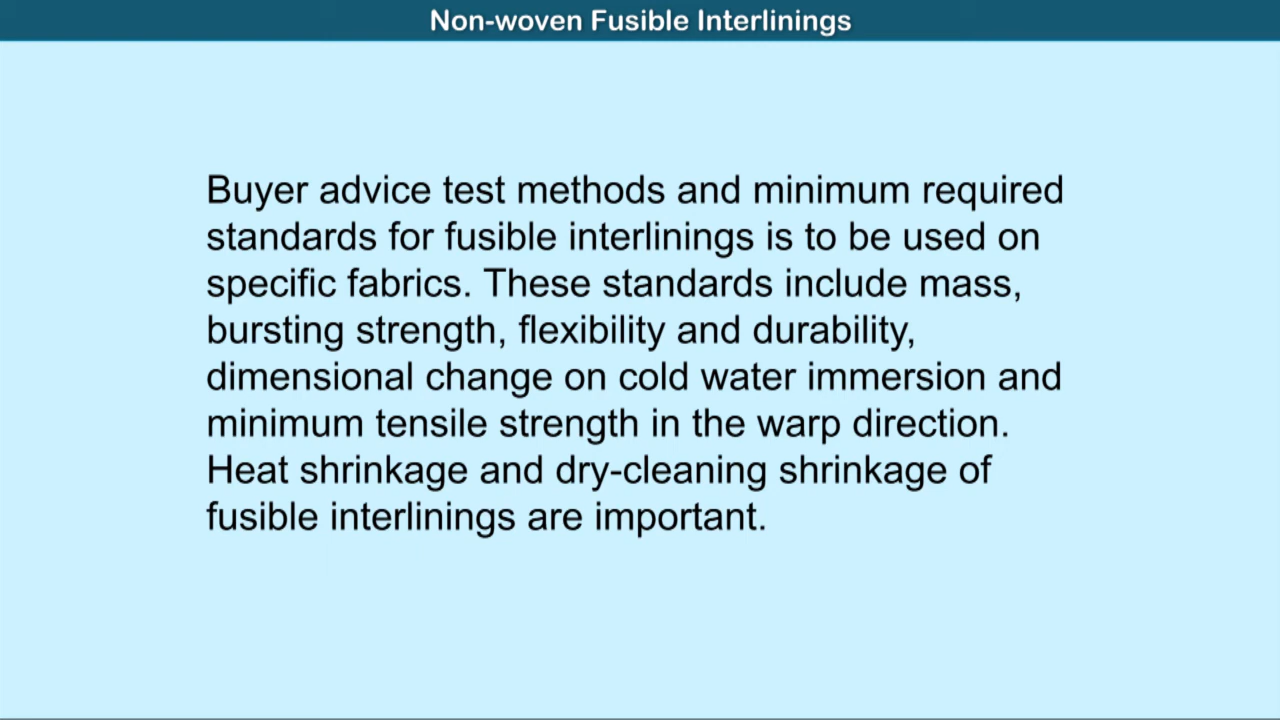 Non-woven Fusible Interlinings
Buyer advice test methods and minimum required
standards for fusible interlinings is to be used on
specific fabrics. These standards include mass,
bursting strength, flexibility and durability,
dimensional change on cold water immersion and
minimum tensile strength in the warp direction.
Heat shrinkage and dry-cleaning shrinkage of
fusible interlinings are important.